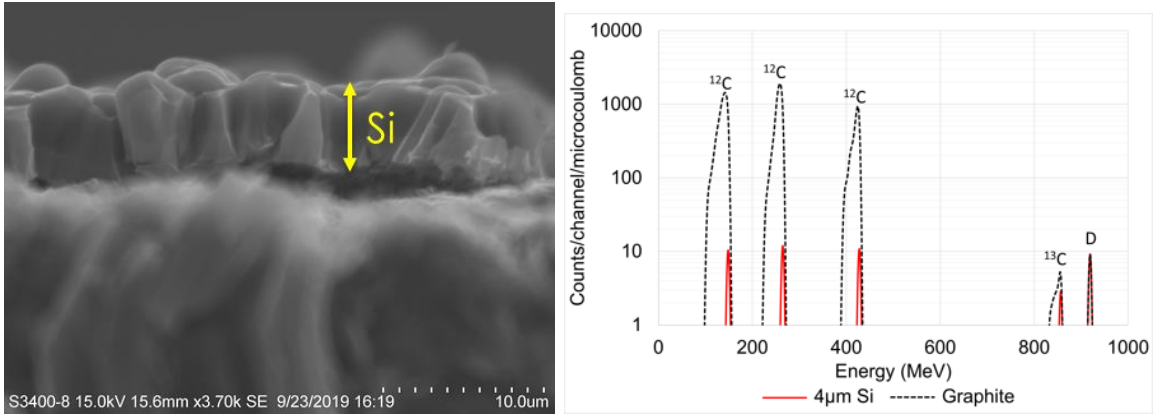 Si
S3400-8 15.0kV 15.6mm x3.70k SE 9/23/2019 16:19
10.0um
10000
1000
100
10
1
Counts/channel/microcoulomb
¹²C
¹²C
¹²C
¹³C
D
0
200
400
600
800
1000
Energy (MeV)
4µm Si
Graphite